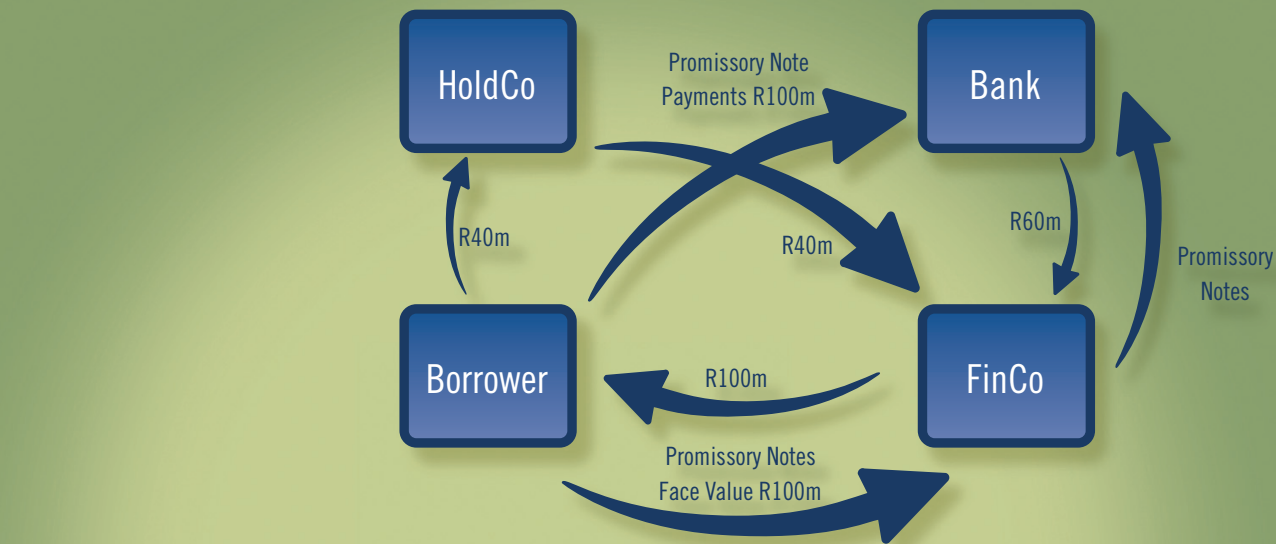 HoldCo
Promissory Note
Payments R100m
Bank
R40m
R40m
R60m
Promissory
Notes
Borrower
R100m
FinCo
Promissory Notes
Face Value R100m